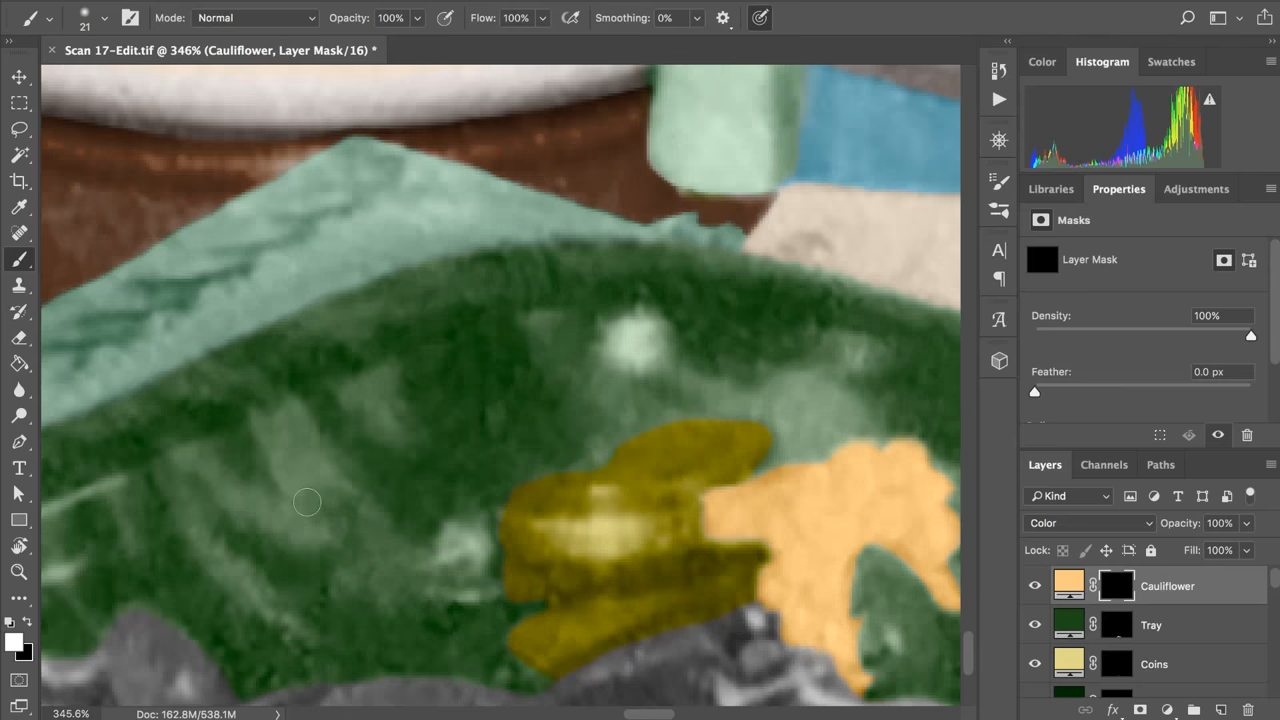 21 Mode: Normal Opacity: 100% Flow: 100% Smoothing: 0%
× Scan 17-Edit.tif @ 346% (Cauliflower, Layer Mask/16) *
Color Histogram Swatches
Libraries Properties Adjustments
Masks
Layer Mask
Density: 100%
Feather: 0.0 px
Layers Channels Paths
Kind
Color Opacity: 100%
Lock: Fill: 100%
Cauliflower
Tray
Coins
345.6% Doc: 162.8M/538.1M
fx